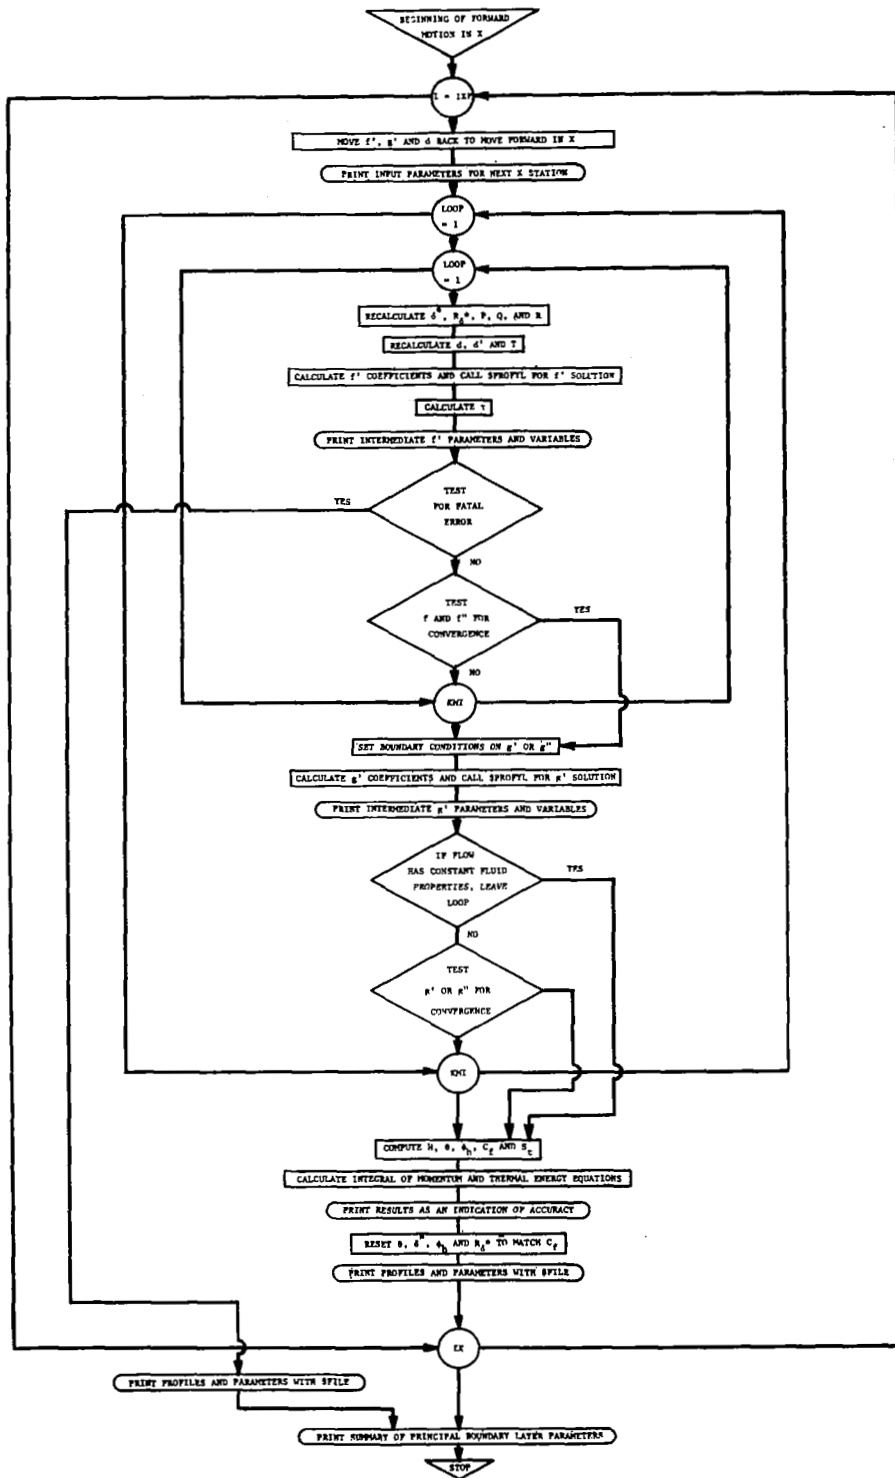 BEGINNING OF FORWARD
MOTION IN X
MOVE f', g' AND d BACK TO MOVE FORWARD IN X
PRINT INPUT PARAMETERS FOR NEXT X STATION
LOOP
= 1
LOOP
= 1
RECALCULATE δ*, Rδ*, P, Q, AND R
RECALCULATE d, d' AND T
CALCULATE f' COEFFICIENTS AND CALL $PROFYL FOR f' SOLUTION
CALCULATE τ
PRINT INTERMEDIATE f' PARAMETERS AND VARIABLES
YES
TEST
FOR FATAL
ERROR
NO
TEST
f AND f" FOR
CONVERGENCE
YES
NO
KHI
SET BOUNDARY CONDITIONS ON g' OR g"
CALCULATE g' COEFFICIENTS AND CALL $PROFYL FOR g' SOLUTION
PRINT INTERMEDIATE g' PARAMETERS AND VARIABLES
IF FLOW
HAS CONSTANT FLUID
PROPERTIES, LEAVE
LOOP
YES
NO
TEST
g' OR g" FOR
CONVERGENCE
KHI
COMPUTE H, θ, ϕh, Cf AND St
CALCULATE INTEGRAL OF MOMENTUM AND THERMAL ENERGY EQUATIONS
PRINT RESULTS AS AN INDICATION OF ACCURACY
RESET θ, δ*, ϕh AND Rδ* TO MATCH Cf
PRINT PROFILES AND PARAMETERS WITH $FILE
PRINT PROFILES AND PARAMETERS WITH $FILE
PRINT SUMMARY OF PRINCIPAL BOUNDARY LAYER PARAMETERS
STOP